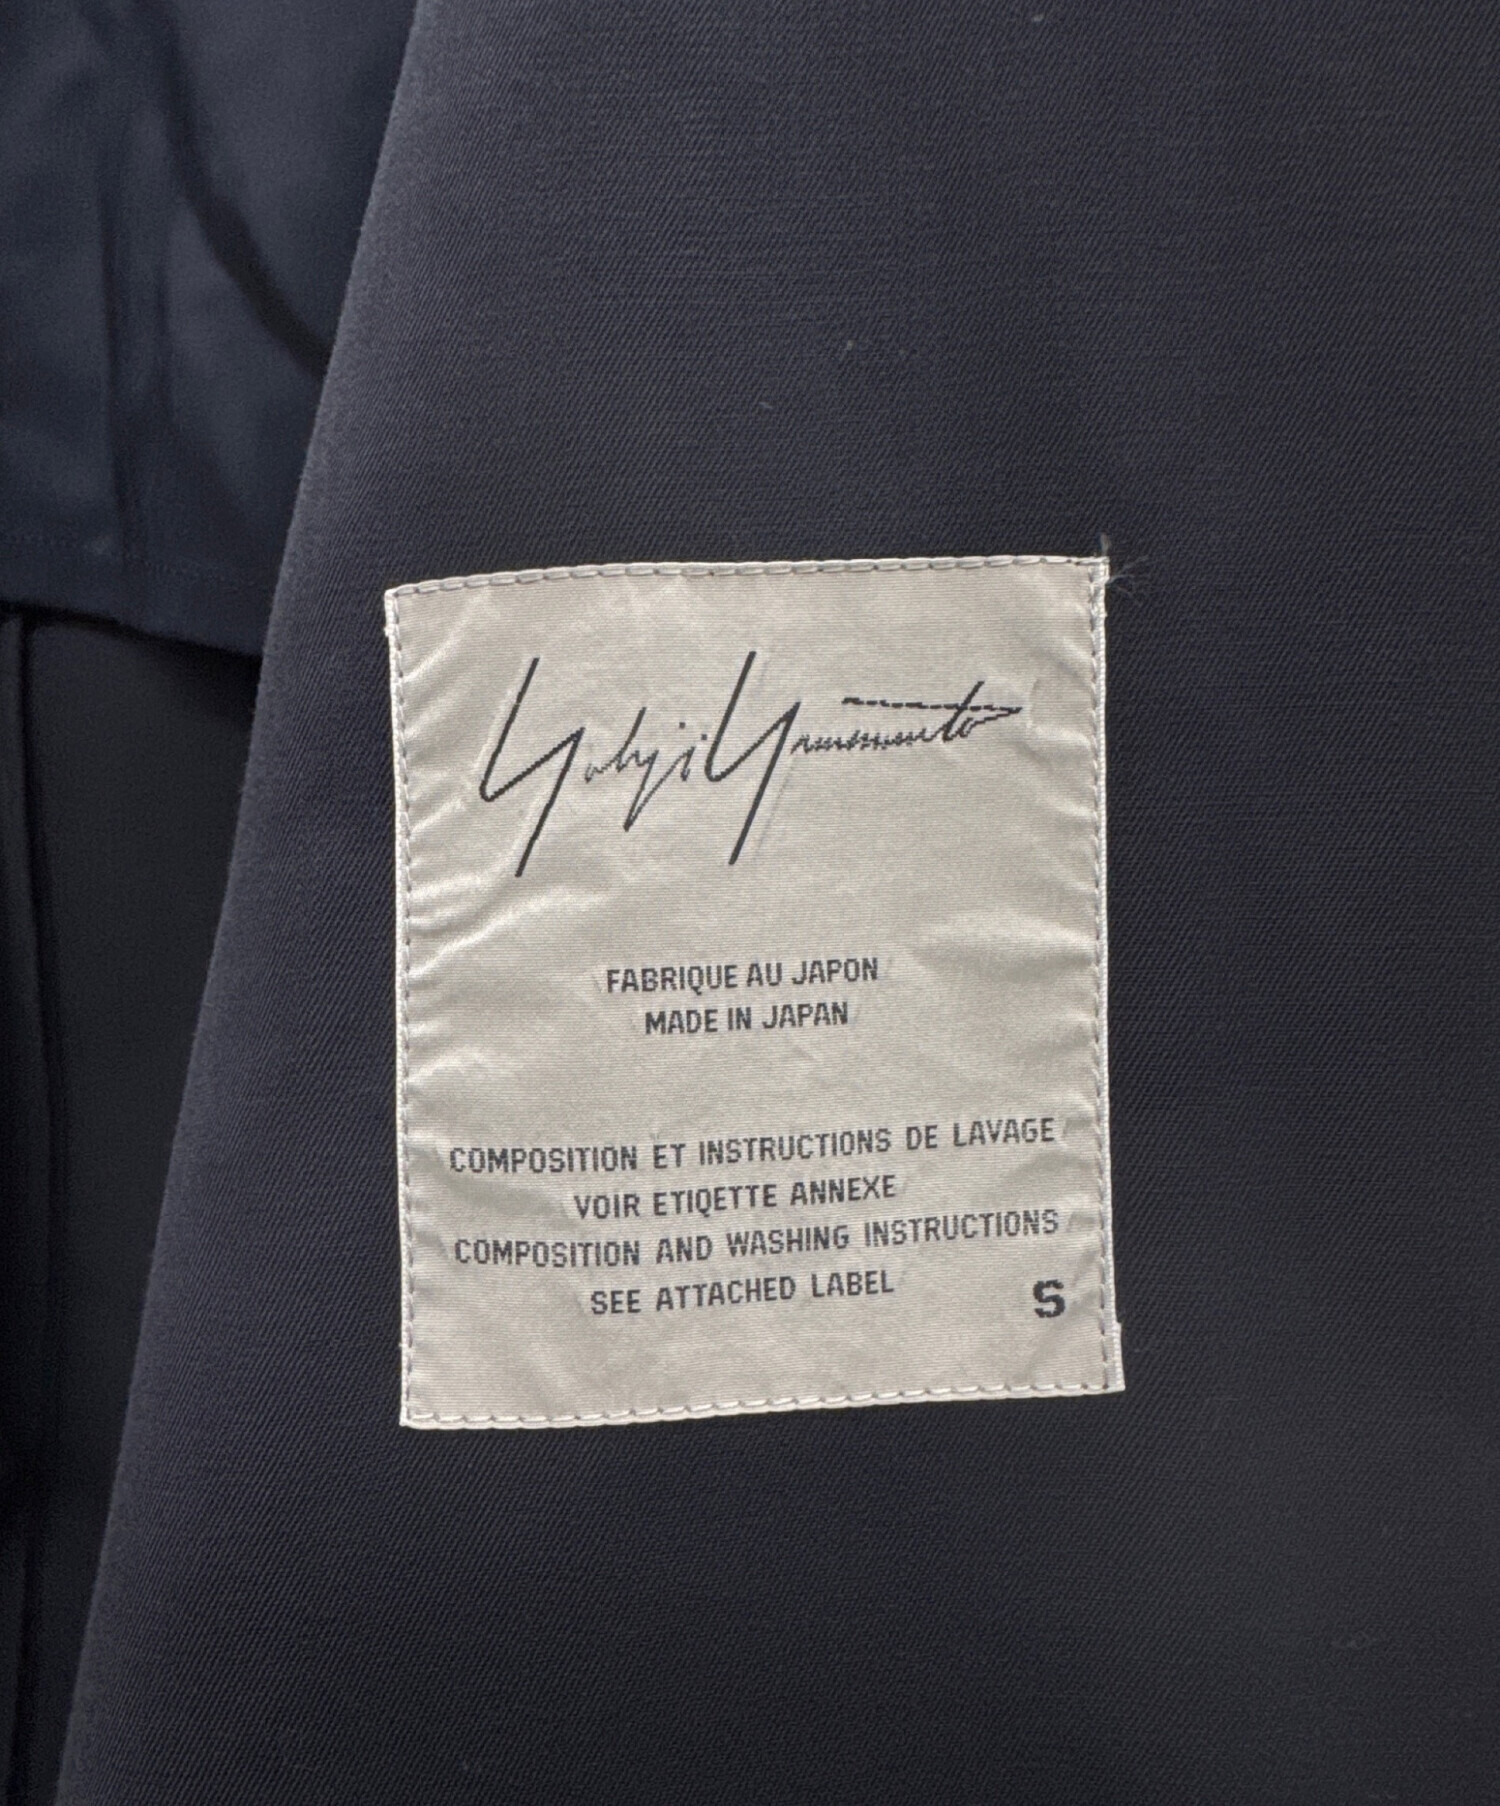 Yohji Yamamoto
FABRIQUE AU JAPON
MADE IN JAPAN
COMPOSITION ET INSTRUCTIONS DE LAVAGE
VOIR ETIQETTE ANNEXE
COMPOSITION AND WASHING INSTRUCTIONS
SEE ATTACHED LABEL
S